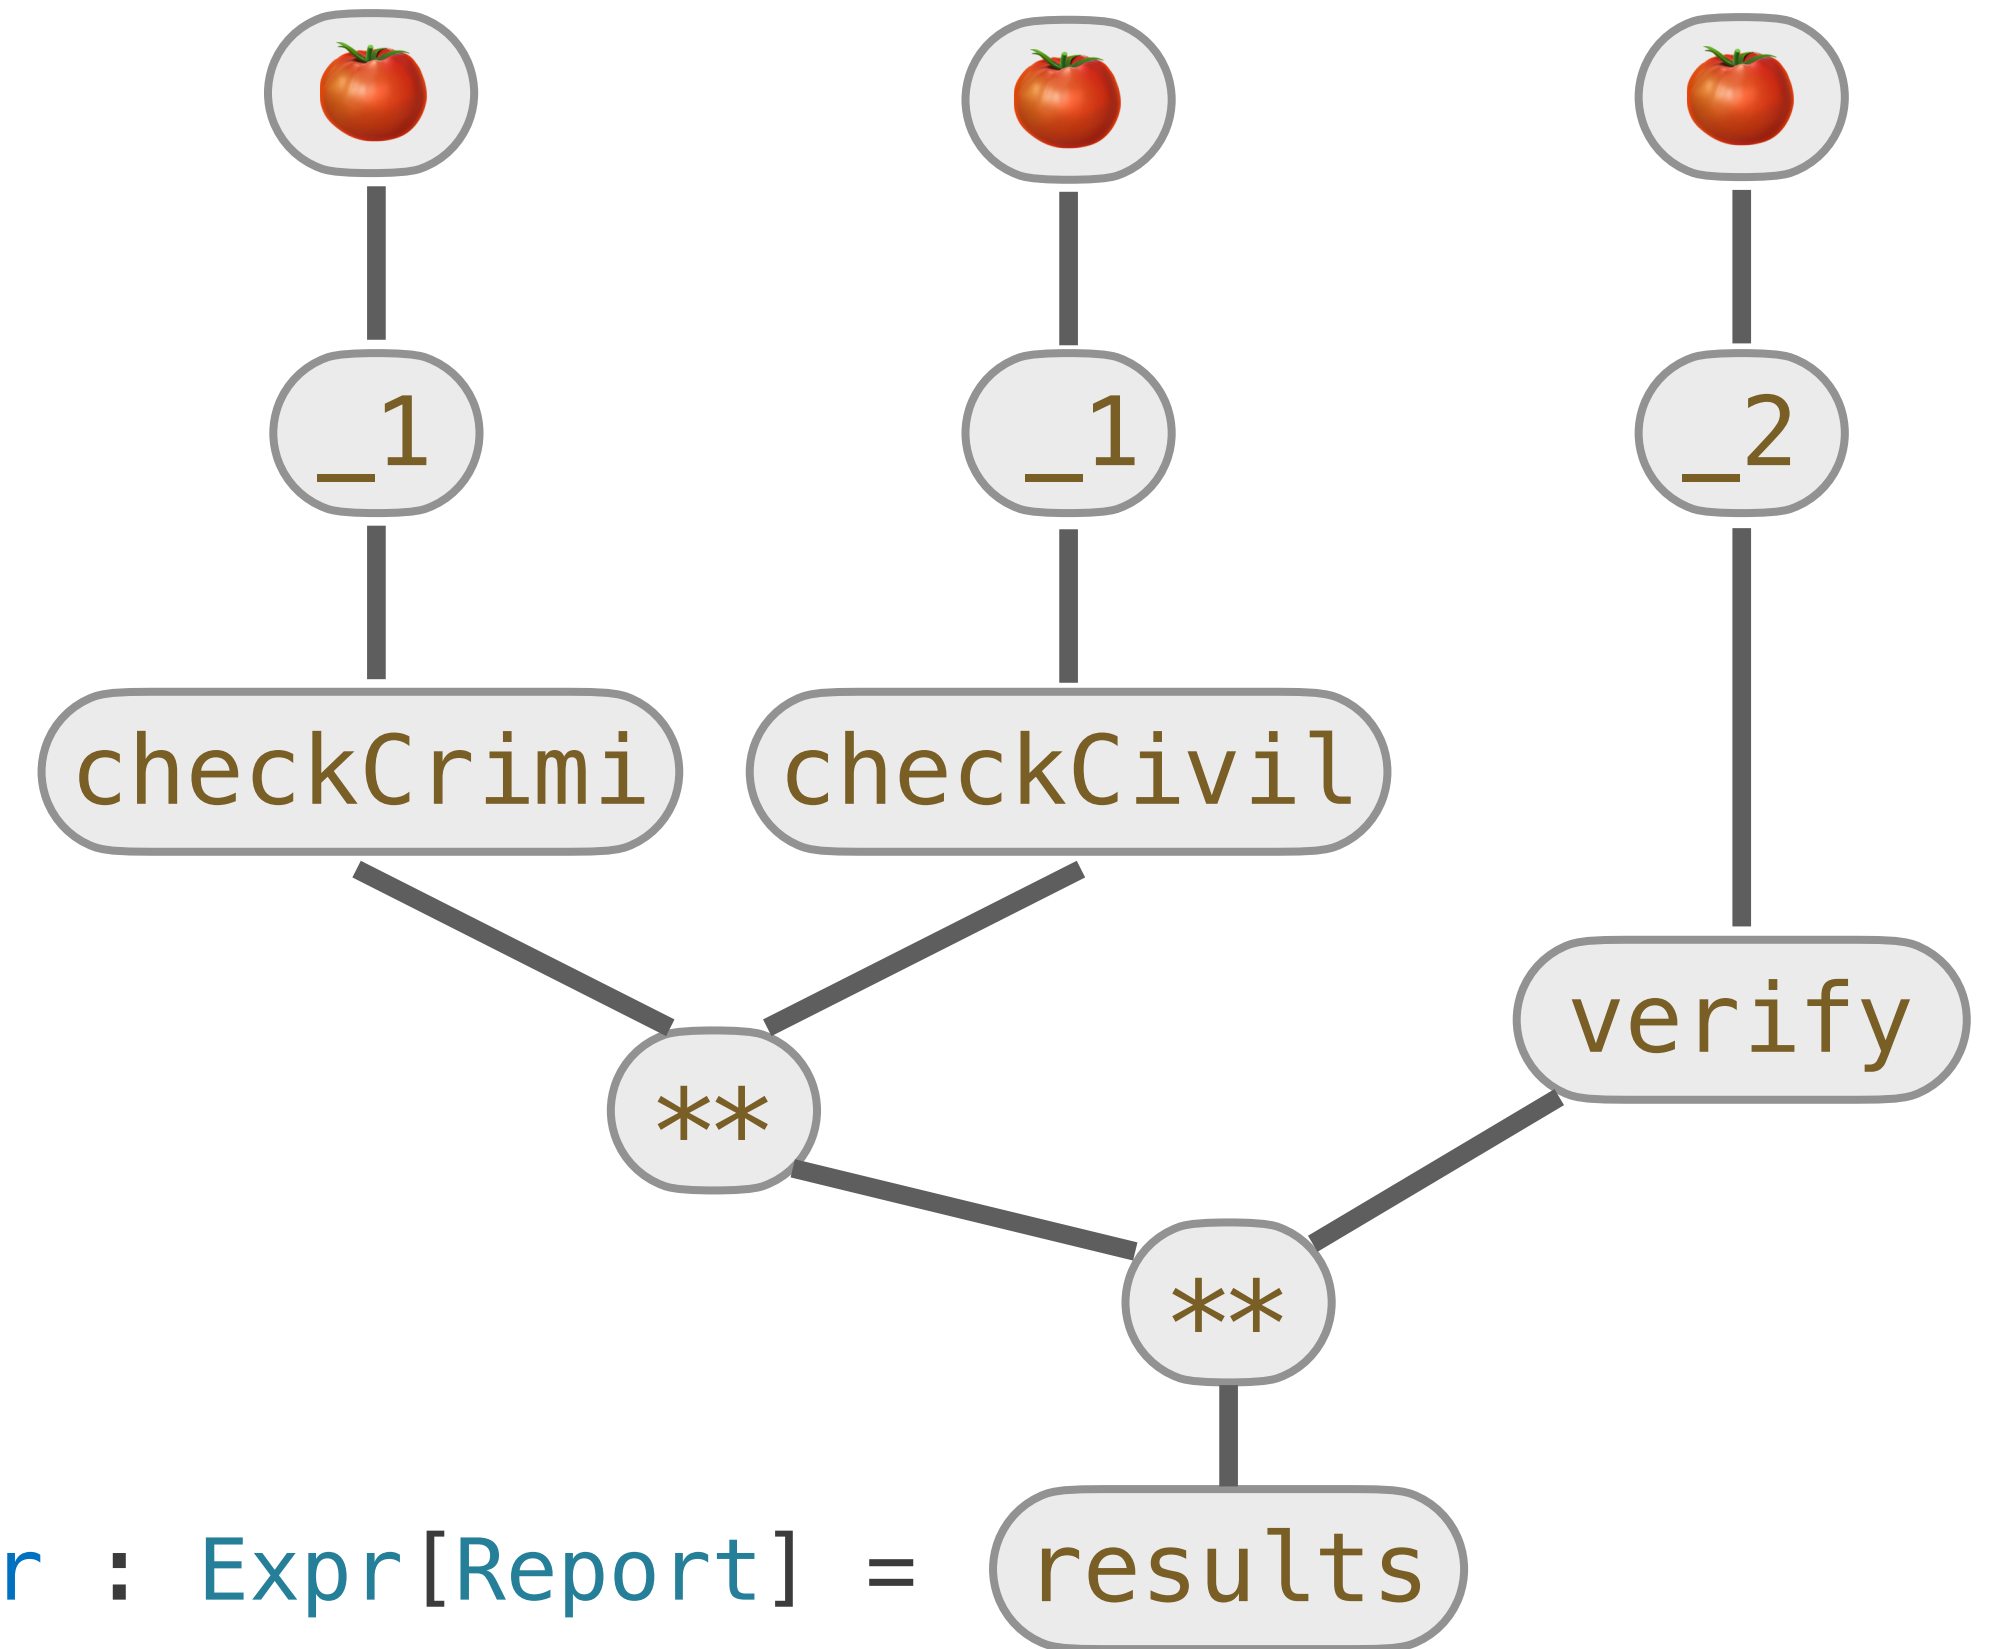 _1 _1 _2
checkCrimi checkCivil
verify
**
**
r : Expr[Report] = results